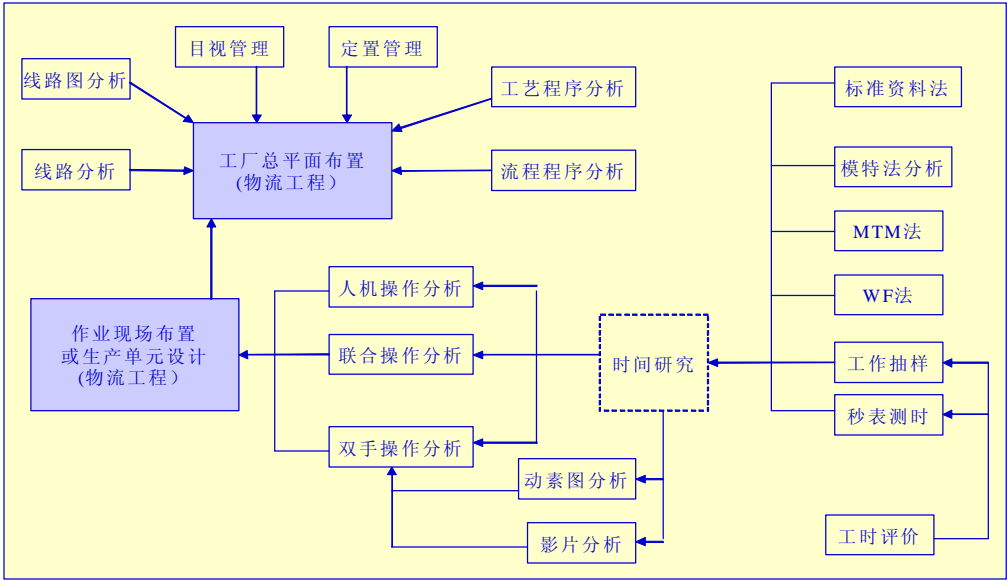 目视管理
定置管理
线路图分析
工艺程序分析
标准资料法
工厂总平面布置
(物流工程）
线路分析
流程程序分析
模特法分析
MTM法
WF法
人机操作分析
作业现场布置
或生产单元设计
(物流工程）
联合操作分析
时间研究
工作抽样
秒表测时
双手操作分析
动素图分析
影片分析
工时评价